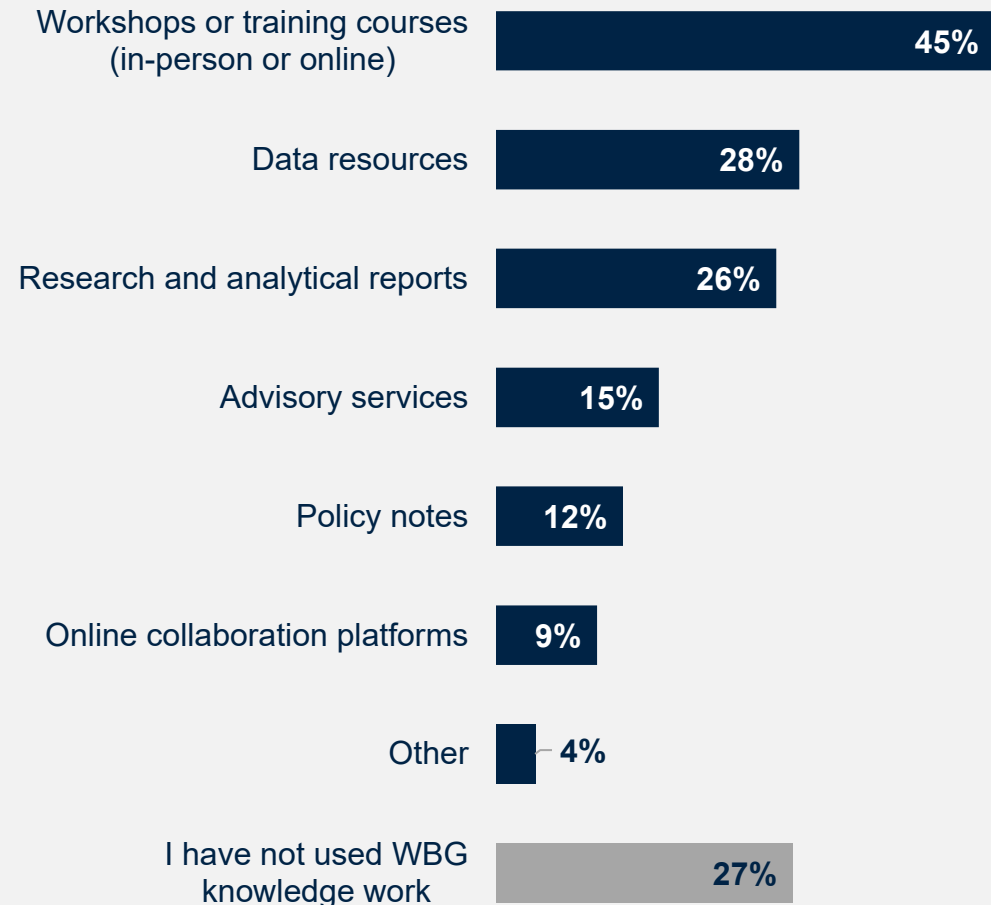 Workshops or training courses
(in-person or online)
45%
Data resources
28%
Research and analytical reports
26%
Advisory services
15%
Policy notes
12%
Online collaboration platforms
9%
Other
4%
I have not used WBG
knowledge work
27%